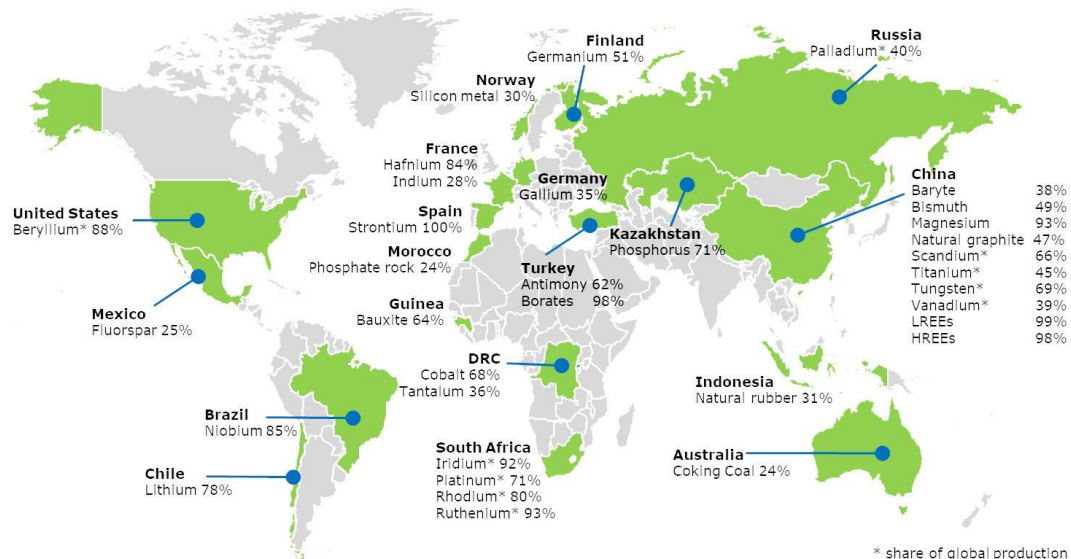 Finland
Germanium 51%
Russia
Palladium* 40%
Norway
Silicon metal 30%
France
Hafnium 84%
Indium 28%
Germany
Gallium 35%
China
Baryte 38%
Bismuth 49%
Magnesium 93%
Natural graphite 47%
Scandium* 66%
Titanium* 45%
Tungsten* 69%
Vanadium* 39%
LREEs 99%
HREEs 98%
United States
Beryllium* 88%
Spain
Strontium 100%
Kazakhstan
Phosphorus 71%
Morocco
Phosphate rock 24%
Turkey
Antimony 62%
Borates 98%
Mexico
Fluorspar 25%
Guinea
Bauxite 64%
DRC
Cobalt 68%
Tantalum 36%
Indonesia
Natural rubber 31%
Brazil
Niobium 85%
South Africa
Iridium* 92%
Platinum* 71%
Rhodium* 80%
Ruthenium* 93%
Australia
Coking Coal 24%
Chile
Lithium 78%
* share of global production